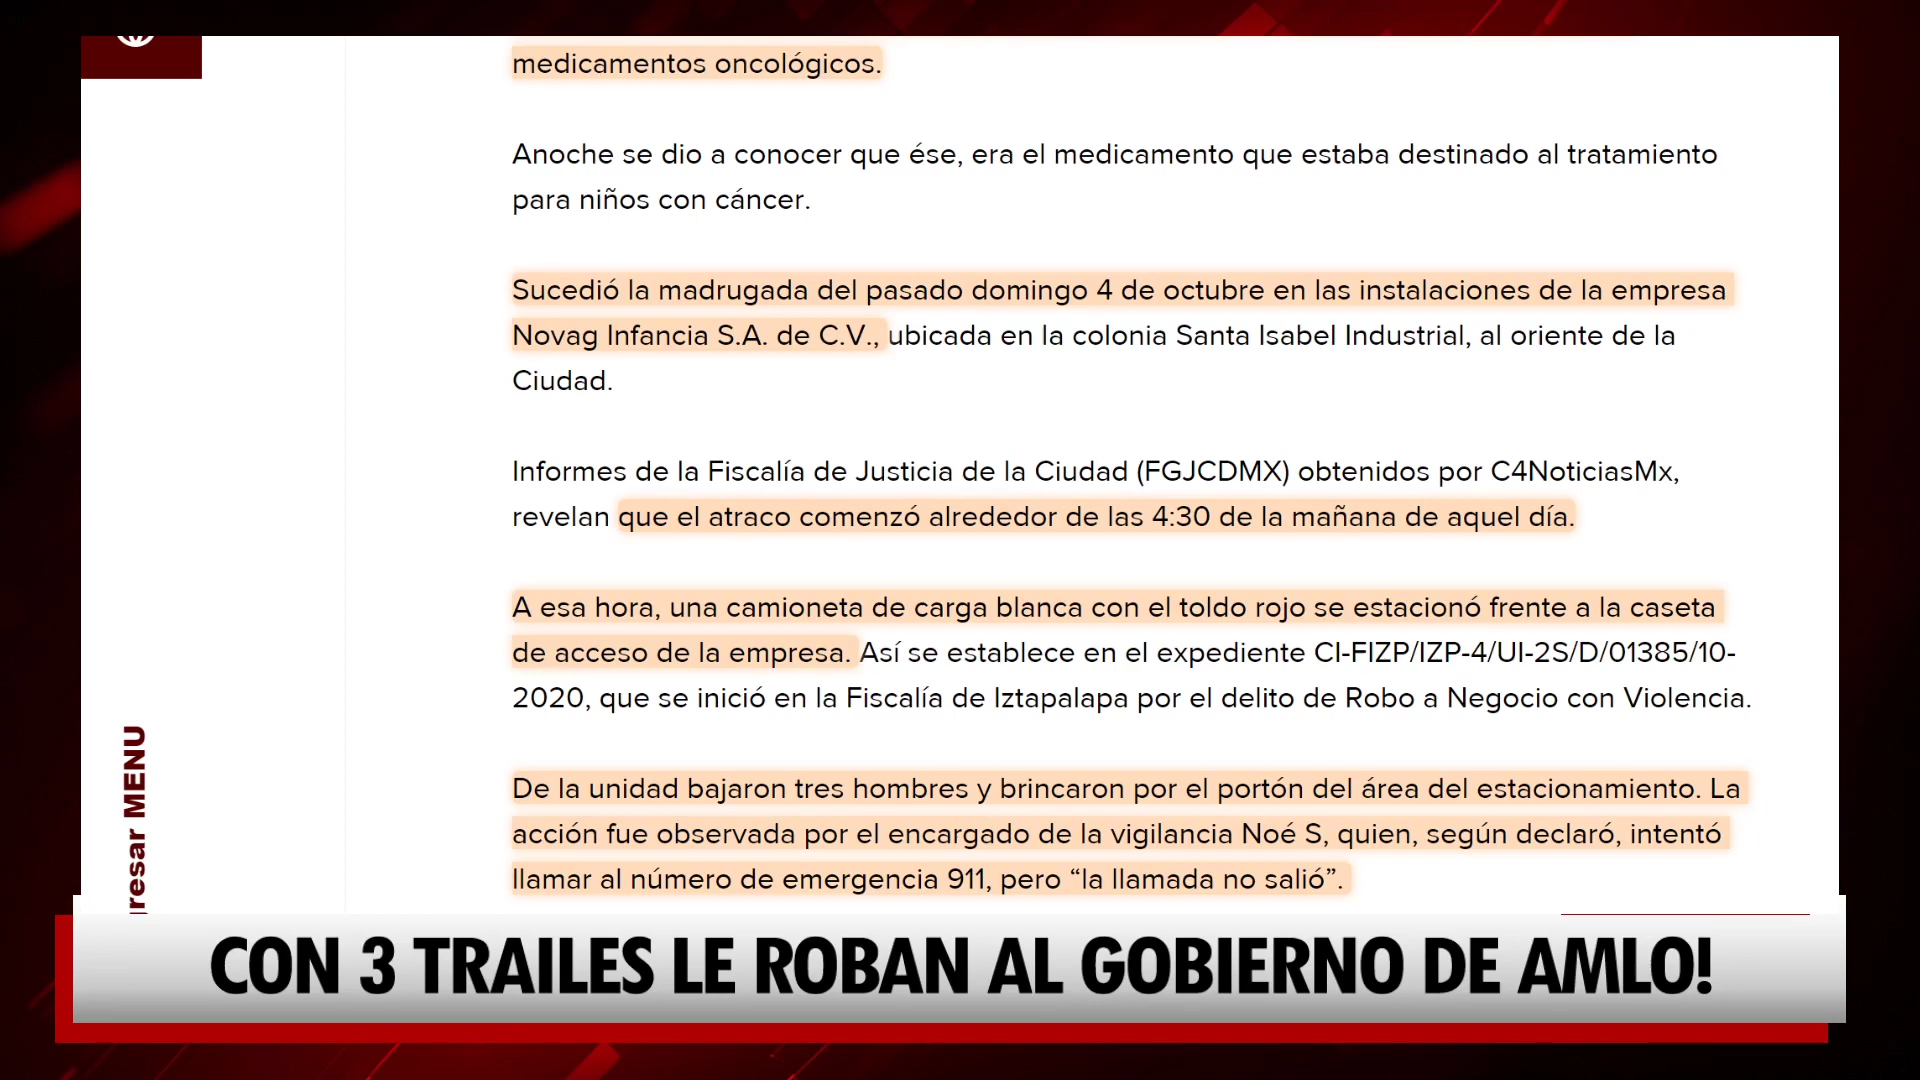 medicamentos oncológicos.
Anoche se dio a conocer que ése, era el medicamento que estaba destinado al tratamiento
para niños con cáncer.
Sucedió la madrugada del pasado domingo 4 de octubre en las instalaciones de la empresa
Novag Infancia S.A. de C.V., ubicada en la colonia Santa Isabel Industrial, al oriente de la
Ciudad.
Informes de la Fiscalía de Justicia de la Ciudad (FGJCDMX) obtenidos por C4NoticiasMx,
revelan que el atraco comenzó alrededor de las 4:30 de la mañana de aquel día.
A esa hora, una camioneta de carga blanca con el toldo rojo se estacionó frente a la caseta
de acceso de la empresa. Así se establece en el expediente CI-FIZP/IZP-4/UI-2S/D/01385/10-
2020, que se inició en la Fiscalía de Iztapalapa por el delito de Robo a Negocio con Violencia.
De la unidad bajaron tres hombres y brincaron por el portón del área del estacionamiento. La
acción fue observada por el encargado de la vigilancia Noé S, quien, según declaró, intentó
llamar al número de emergencia 911, pero “la llamada no salió”.
gresar MENU
CON 3 TRAILES LE ROBAN AL GOBIERNO DE AMLO!